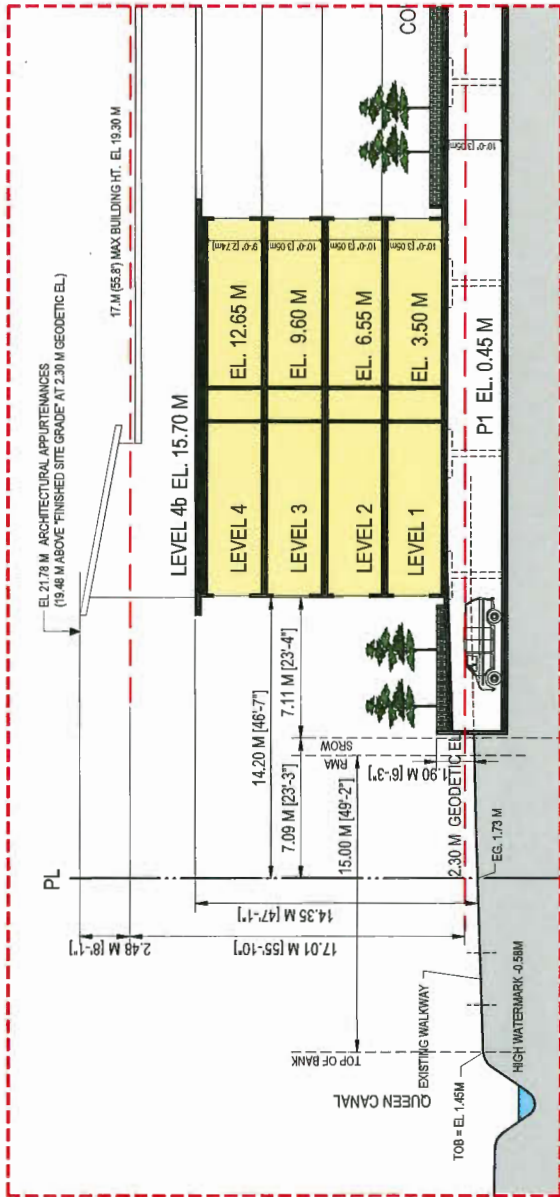 EL 21.78 M ARCHITECTURAL APPURTENANCES
(19.48 M ABOVE "FINISHED SITE GRADE" AT 2.30 M GEODETIC EL)
17.M (55.8') MAX BUILDING HT. EL 19.30 M
PL
2.48 M [8'-1"]
17.01 M [55'-10"]
14.35 M [47'-1"]
LEVEL 4b EL. 15.70 M
LEVEL 4
EL. 12.65 M
9'-0" [2.74m]
LEVEL 3
EL. 9.60 M
10'-0" [3.05m]
LEVEL 2
EL. 6.55 M
10'-0" [3.05m]
LEVEL 1
EL. 3.50 M
10'-0" [3.05m]
14.20 M [46'-7"]
7.09 M [23'-3"]
7.11 M [23'-4"]
15.00 M [49'-2"]
RMA
SROW
1.90 M [6'-3"]
2.30 M GEODETIC EL
EG. 1.73 M
P1 EL. 0.45 M
10'-0" [3.05m]
TOP OF BANK
QUEEN CANAL
EXISTING WALKWAY
TOB = EL 1.45M
HIGH WATERMARK -0.58M